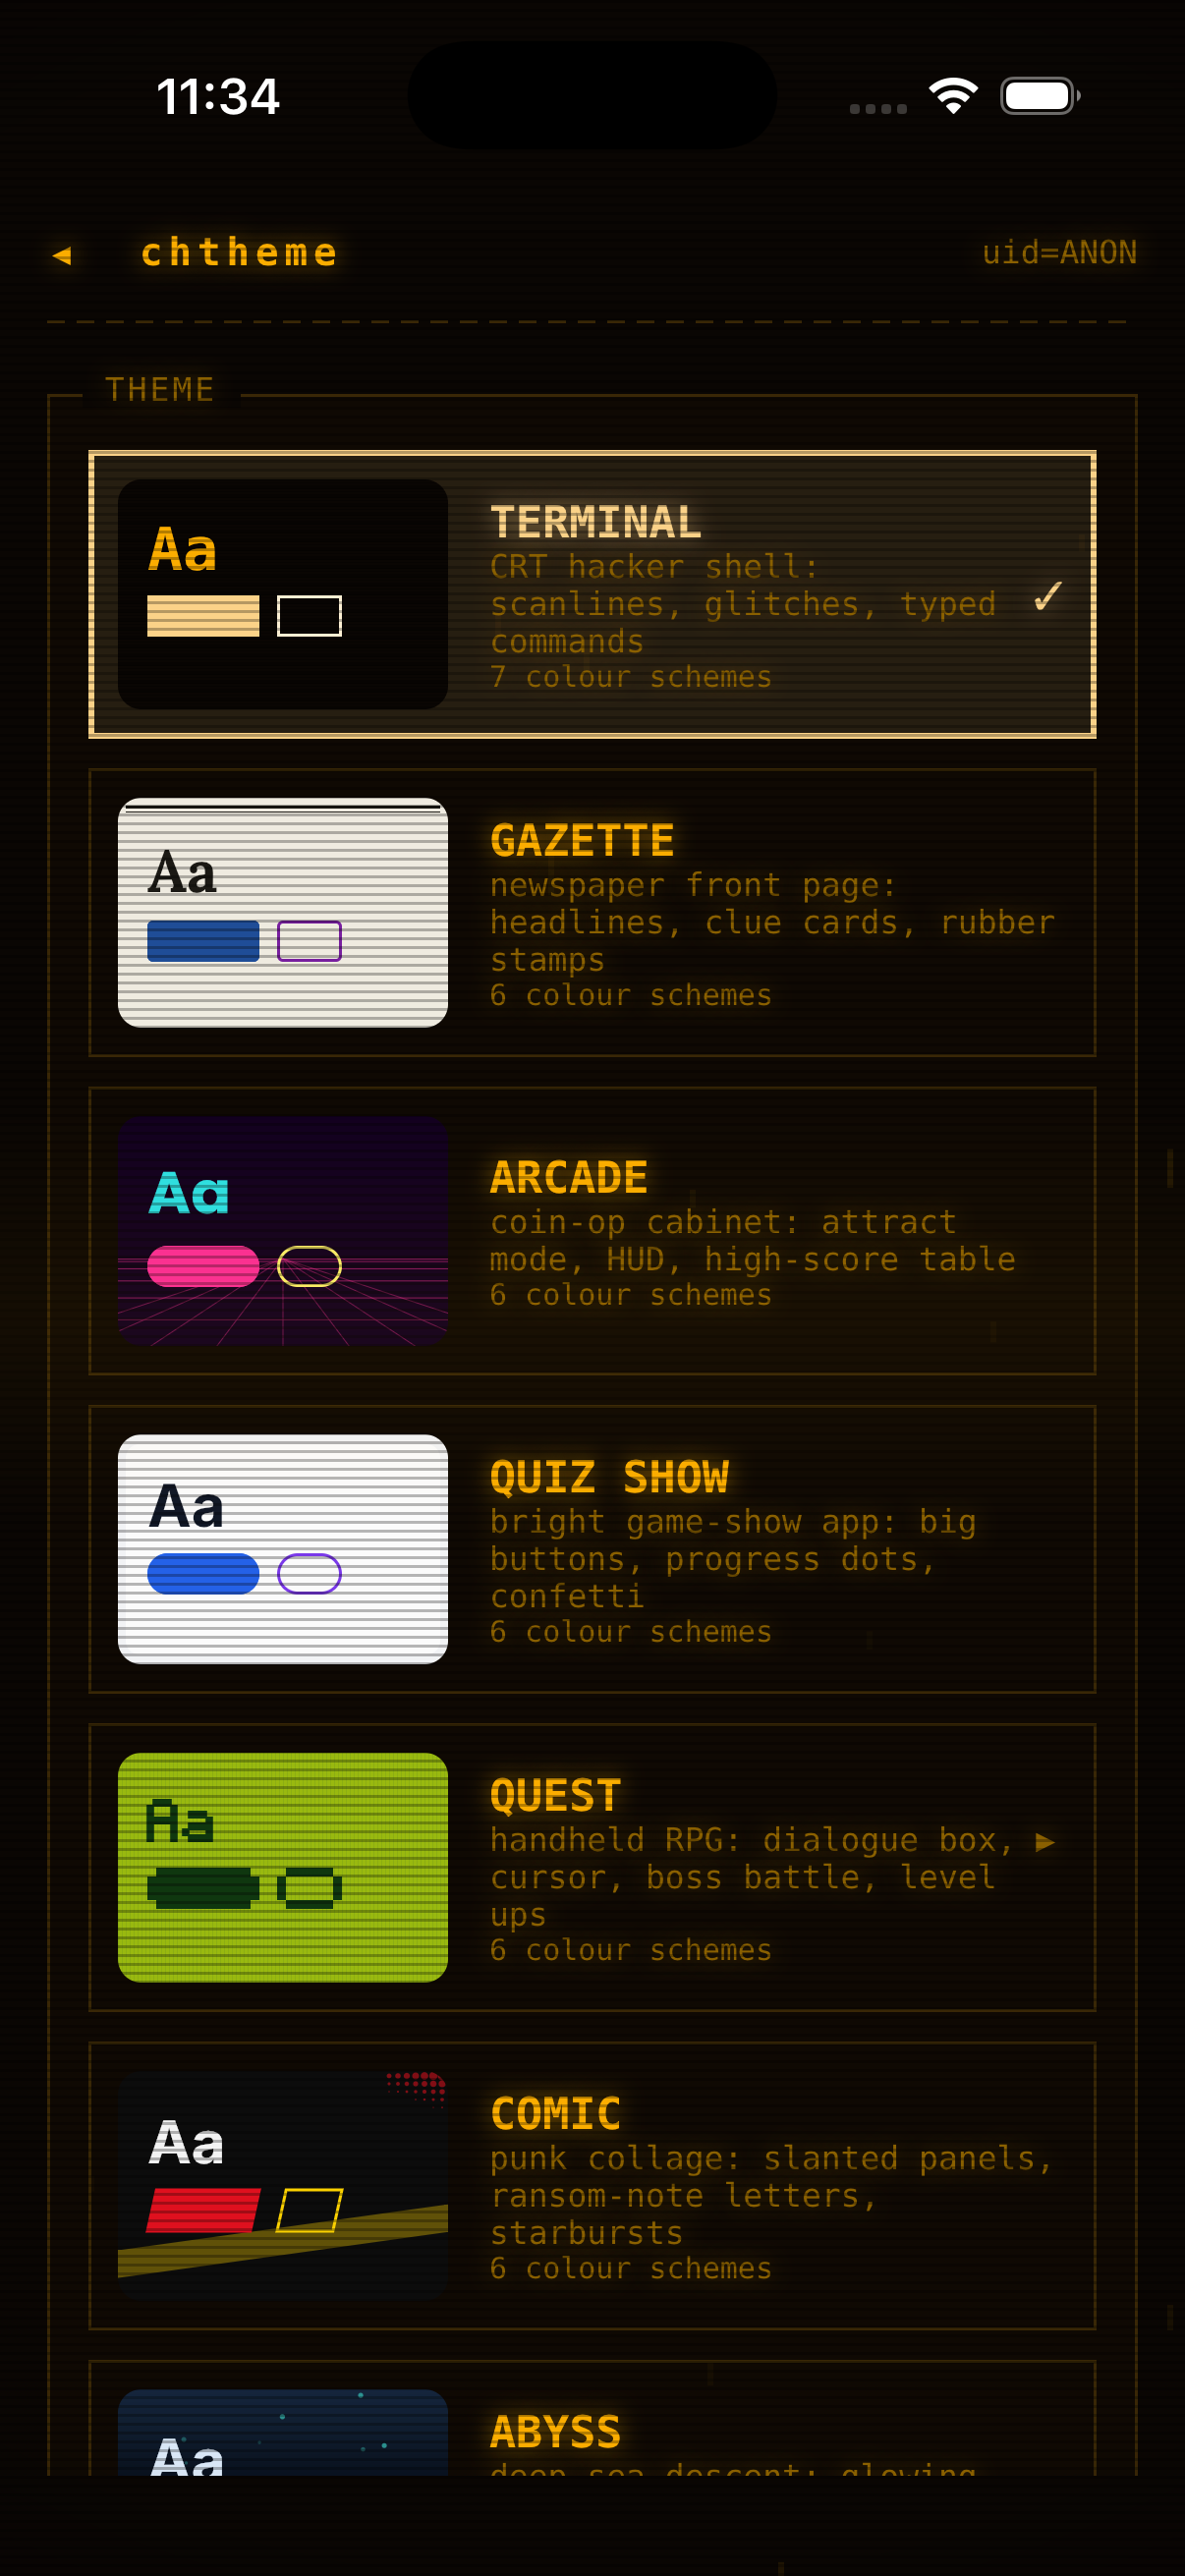 11:34
◀ chtheme
uid=ANON
THEME
Aa
TERMINAL
CRT hacker shell:
scanlines, glitches, typed
commands
7 colour schemes
✓
Aa
GAZETTE
newspaper front page:
headlines, clue cards, rubber
stamps
6 colour schemes
Aa
ARCADE
coin-op cabinet: attract
mode, HUD, high-score table
6 colour schemes
Aa
QUIZ SHOW
bright game-show app: big
buttons, progress dots,
confetti
6 colour schemes
Aa
QUEST
handheld RPG: dialogue box, ▶
cursor, boss battle, level
ups
6 colour schemes
Aa
COMIC
punk collage: slanted panels,
ransom-note letters,
starbursts
6 colour schemes
Aa
ABYSS
deep sea descent: glowing